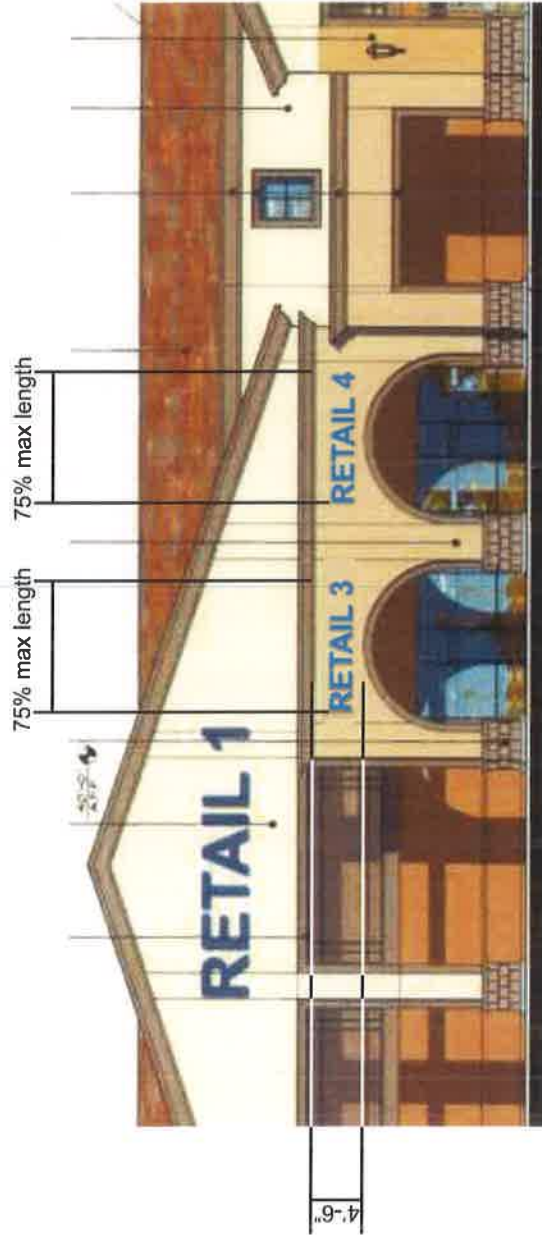 75% max length
75% max length
RETAIL 1
RETAIL 3
RETAIL 4
4'-6"